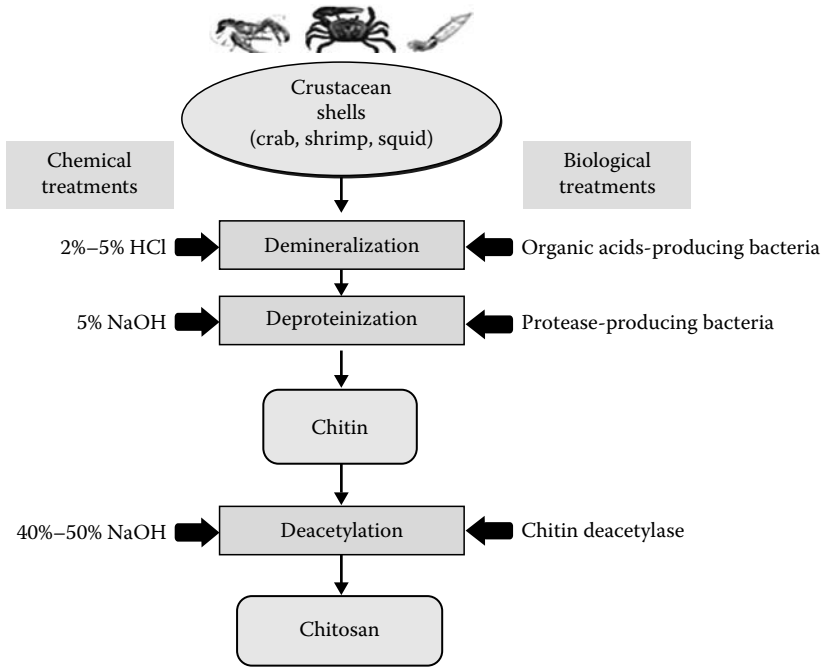 Crustacean
shells
(crab, shrimp, squid)
Chemical
treatments
Biological
treatments
2%–5% HCl
Demineralization
Organic acids-producing bacteria
5% NaOH
Deproteinization
Protease-producing bacteria
Chitin
40%–50% NaOH
Deacetylation
Chitin deacetylase
Chitosan